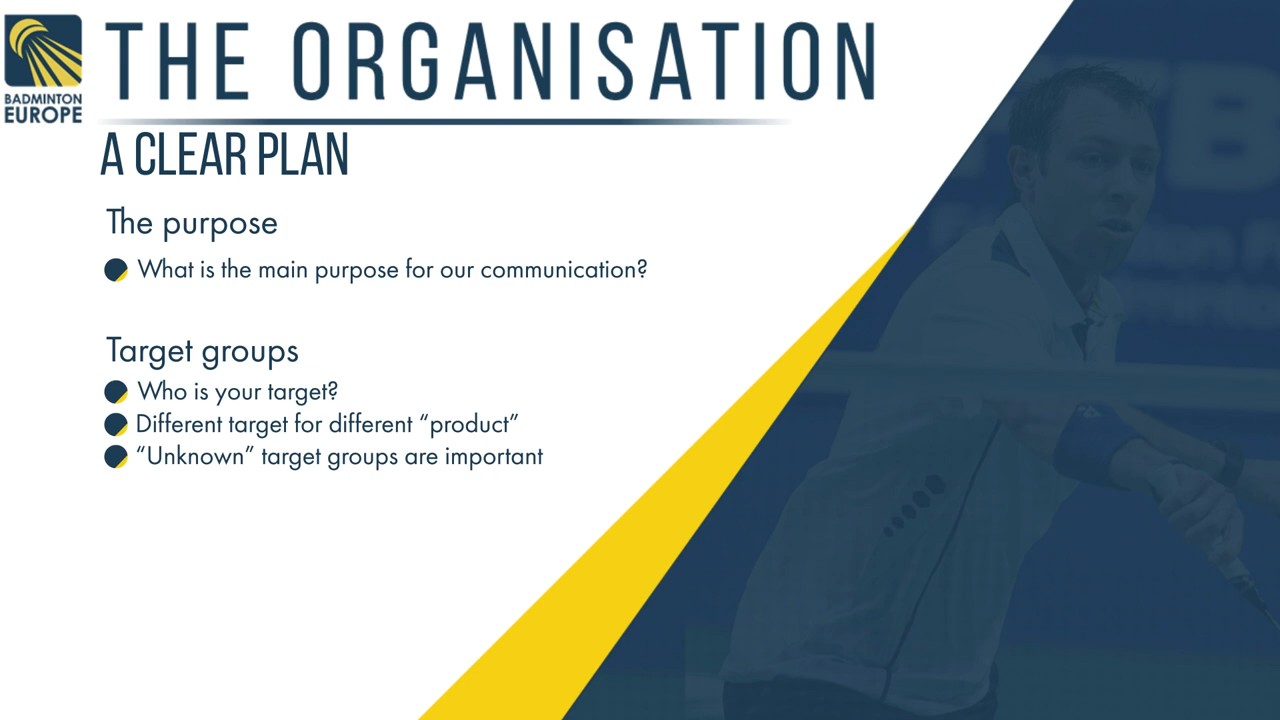 BADMINTON
EUROPE
THE ORGANISATION
A CLEAR PLAN
The purpose
What is the main purpose for our communication?
Target groups
Who is your target?
Different target for different “product”
“Unknown” target groups are important